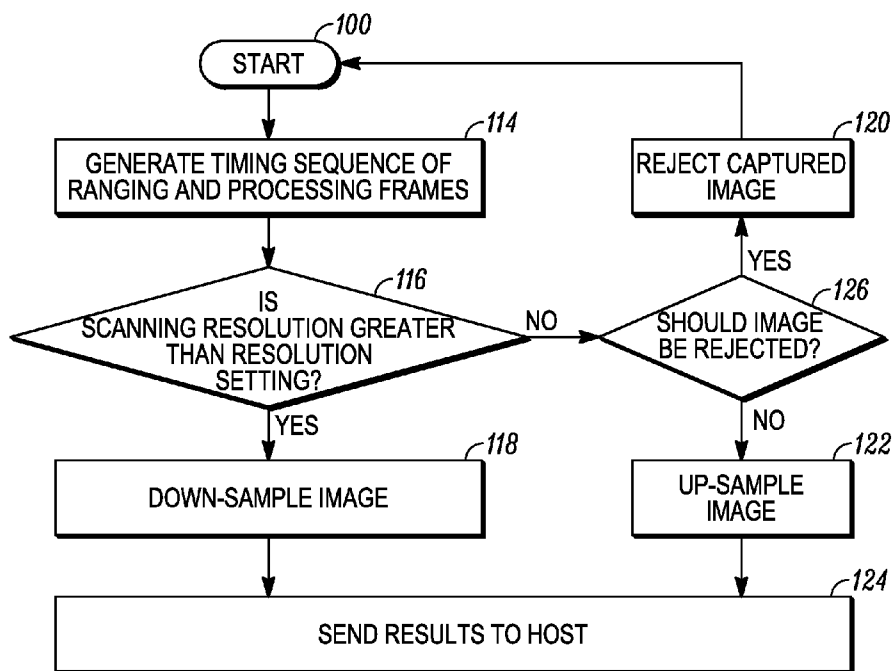 100
START
114
GENERATE TIMING SEQUENCE OF
RANGING AND PROCESSING FRAMES
120
REJECT CAPTURED
IMAGE
116
IS
SCANNING RESOLUTION GREATER
THAN RESOLUTION
SETTING?
NO
YES
YES
126
SHOULD IMAGE
BE REJECTED?
NO
118
DOWN-SAMPLE IMAGE
122
UP-SAMPLE
IMAGE
124
SEND RESULTS TO HOST